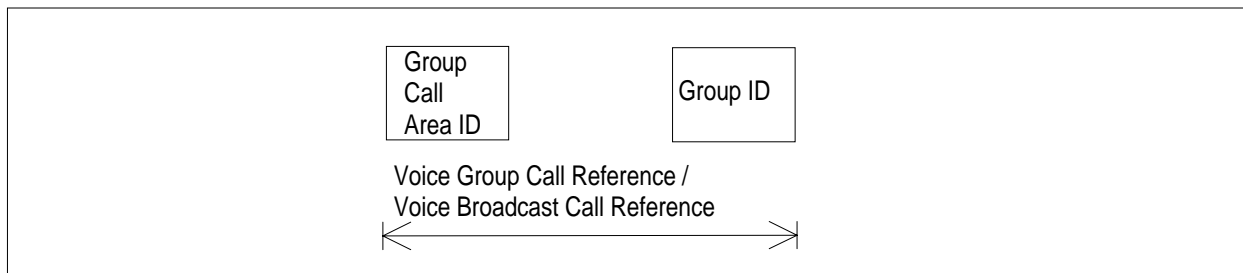 Group
Call
Area ID
Group ID
Voice Group Call Reference /
Voice Broadcast Call Reference